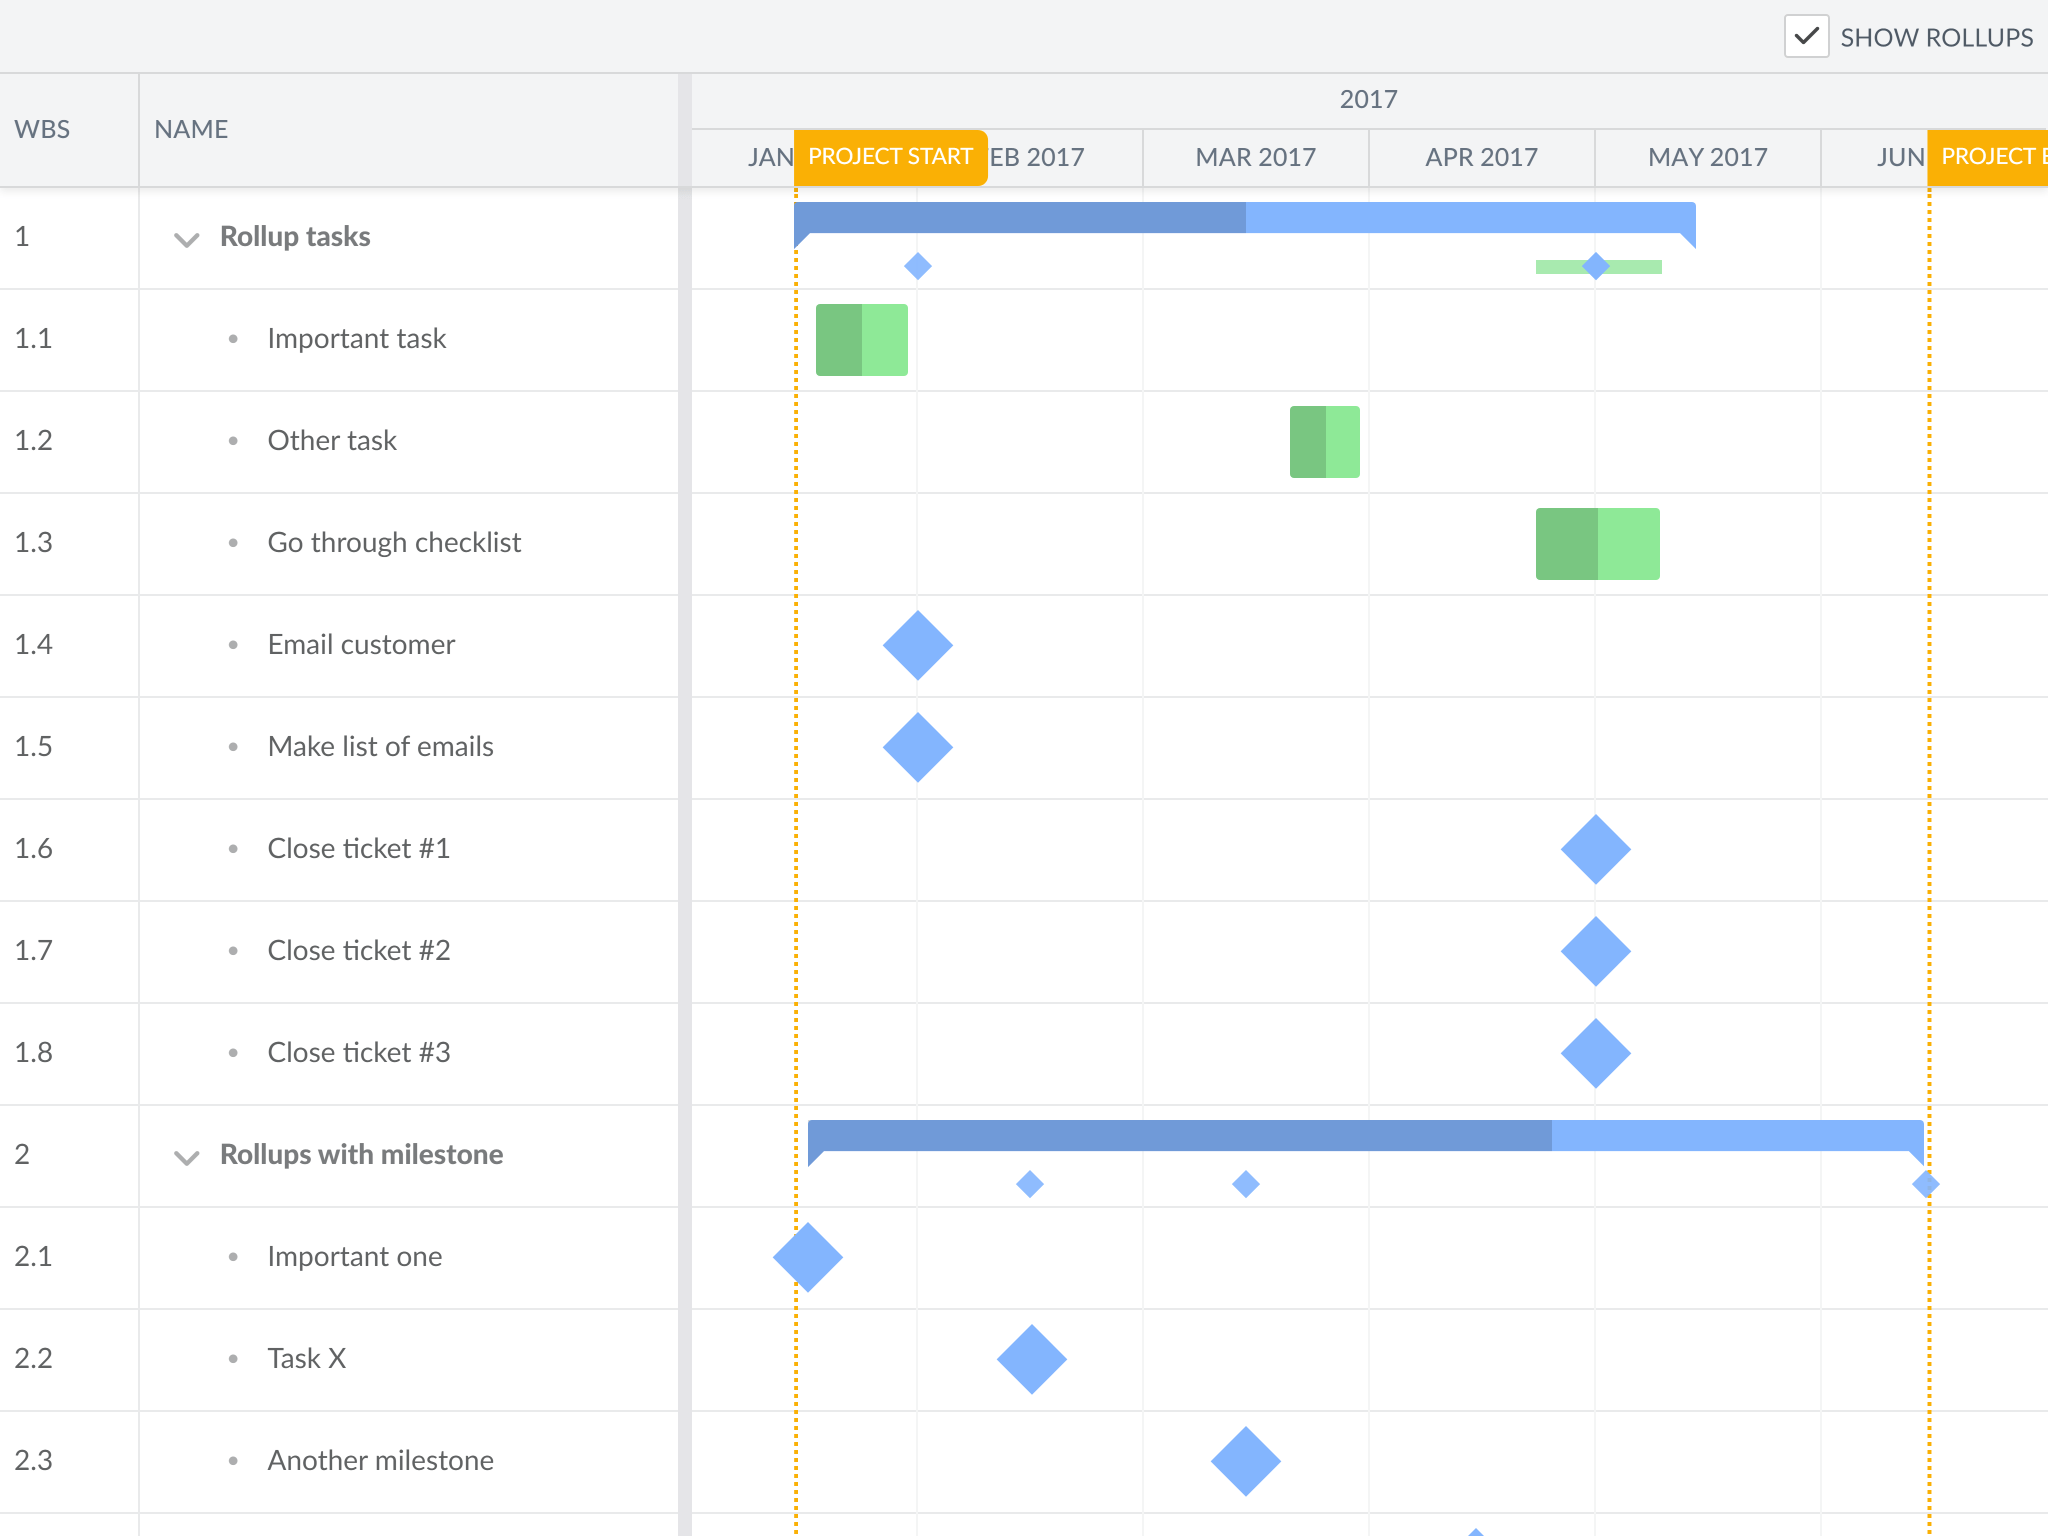 SHOW ROLLUPS
WBS
NAME
2017
JAN
PROJECT START
EB 2017
MAR 2017
APR 2017
MAY 2017
JUN
PROJECT
1
Rollup tasks
1.1
Important task
1.2
Other task
1.3
Go through checklist
1.4
Email customer
1.5
Make list of emails
1.6
Close ticket #1
1.7
Close ticket #2
1.8
Close ticket #3
2
Rollups with milestone
2.1
Important one
2.2
Task X
2.3
Another milestone